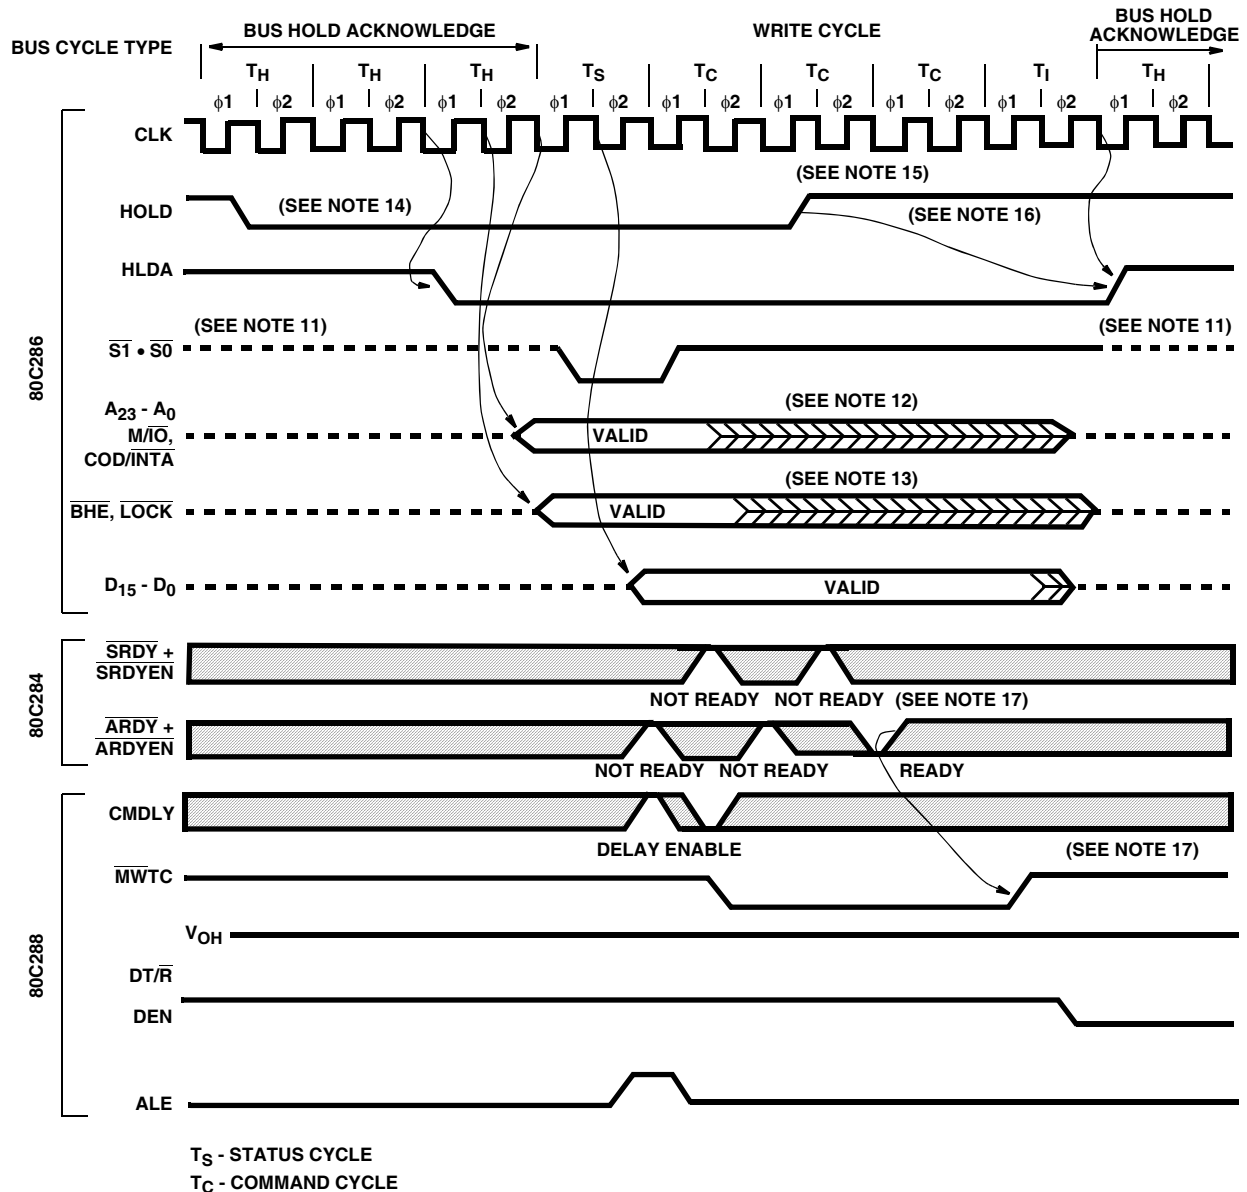 BUS CYCLE TYPE
BUS HOLD ACKNOWLEDGE
WRITE CYCLE
BUS HOLD
ACKNOWLEDGE
TH TH TH TS TC TC TC TI TH
ϕ1 ϕ2 ϕ1 ϕ2 ϕ1 ϕ2 ϕ1 ϕ2 ϕ1 ϕ2 ϕ1 ϕ2 ϕ1 ϕ2 ϕ1 ϕ2 ϕ1 ϕ2
80C286
CLK
HOLD
(SEE NOTE 14)
(SEE NOTE 15)
(SEE NOTE 16)
HLDA
(SEE NOTE 11)
(SEE NOTE 11)
S1 • S0
A23 - A0
M/IO,
COD/INTA
VALID
(SEE NOTE 12)
BHE, LOCK
VALID
(SEE NOTE 13)
D15 - D0
VALID
80C284
SRDY +
SRDYEN
NOT READY NOT READY (SEE NOTE 17)
ARDY +
ARDYEN
NOT READY NOT READY READY
80C288
CMDLY
DELAY ENABLE
(SEE NOTE 17)
MWTC
VOH
DT/R
DEN
ALE
TS - STATUS CYCLE
TC - COMMAND CYCLE